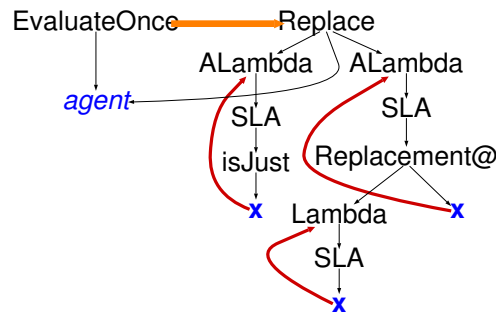 EvaluateOnce Replace
ALambda ALambda
agent
SLA SLA
isJust Replacement@
x Lambda x
SLA
x